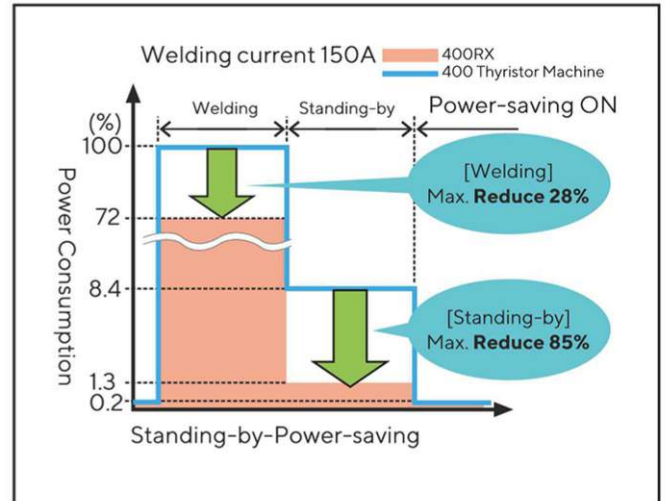 Welding current 150A
400RX
400 Thyristor Machine
Welding
Standing-by
Power-saving ON
(%)
100
72
8.4
1.3
0.2
Power Consumption
[Welding]
Max. Reduce 28%
[Standing-by]
Max. Reduce 85%
Standing-by-Power-saving